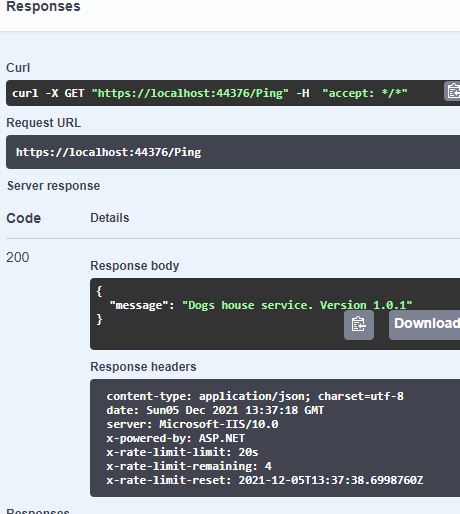 Responses
Curl
curl -X GET "https://localhost:44376/Ping" -H  "accept: */*"
Request URL
https://localhost:44376/Ping
Server response
Code Details
200
Response body
{
  "message": "Dogs house service. Version 1.0.1"
}
Download
Response headers
content-type: application/json; charset=utf-8
date: Sun05 Dec 2021 13:37:18 GMT
server: Microsoft-IIS/10.0
x-powered-by: ASP.NET
x-rate-limit-limit: 20s
x-rate-limit-remaining: 4
x-rate-limit-reset: 2021-12-05T13:37:38.6998760Z
Responses